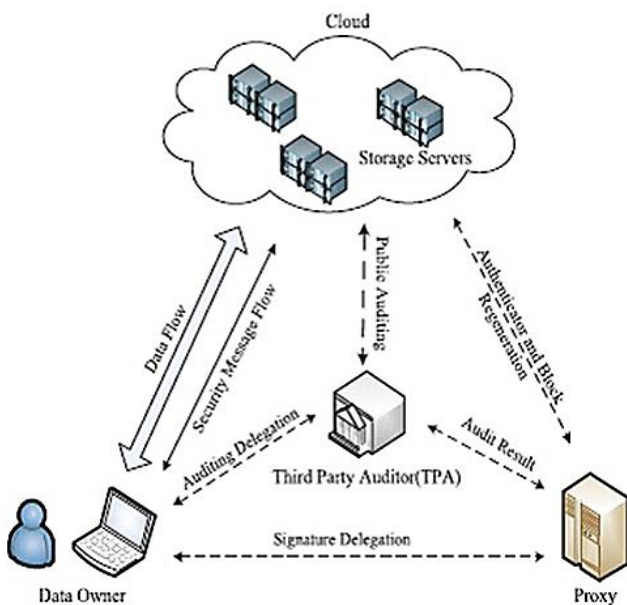 Cloud
Storage Servers
Data Flow
Security Message Flow
Public Auditing
Authenticator and Block
Regeneration
Auditing Delegation
Audit Result
Third Party Auditor(TPA)
Signature Delegation
Data Owner
Proxy